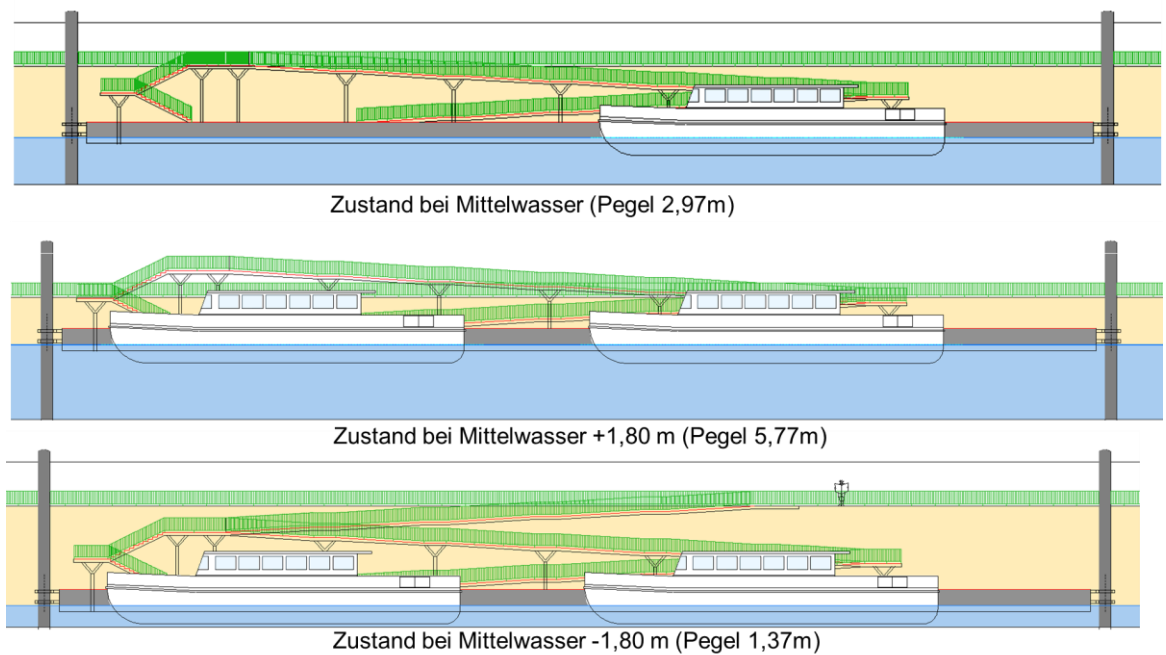 Zustand bei Mittelwasser (Pegel 2,97m)
Zustand bei Mittelwasser +1,80 m (Pegel 5,77m)
Zustand bei Mittelwasser -1,80 m (Pegel 1,37m)